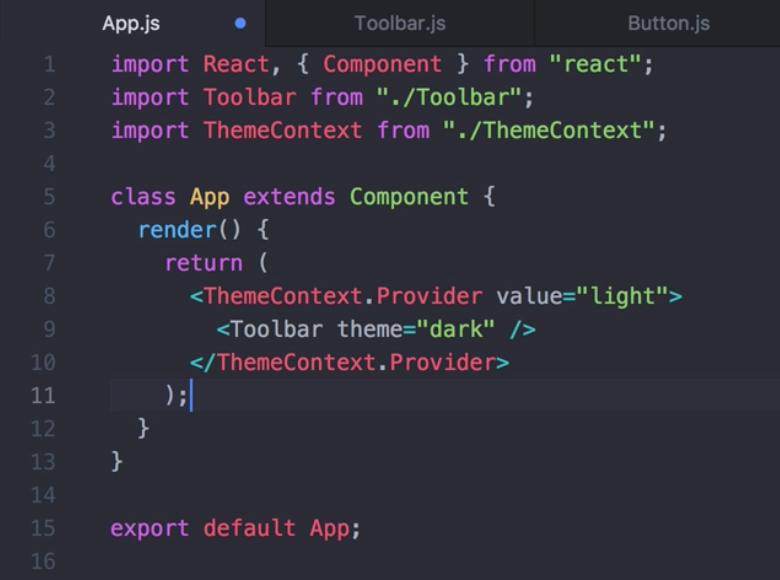 App.js Toolbar.js Button.js
1 import React, { Component } from "react";
2 import Toolbar from "./Toolbar";
3 import ThemeContext from "./ThemeContext";
4
5 class App extends Component {
6   render() {
7     return (
8       <ThemeContext.Provider value="light">
9         <Toolbar theme="dark" />
10       </ThemeContext.Provider>
11     );
12   }
13 }
14
15 export default App;
16